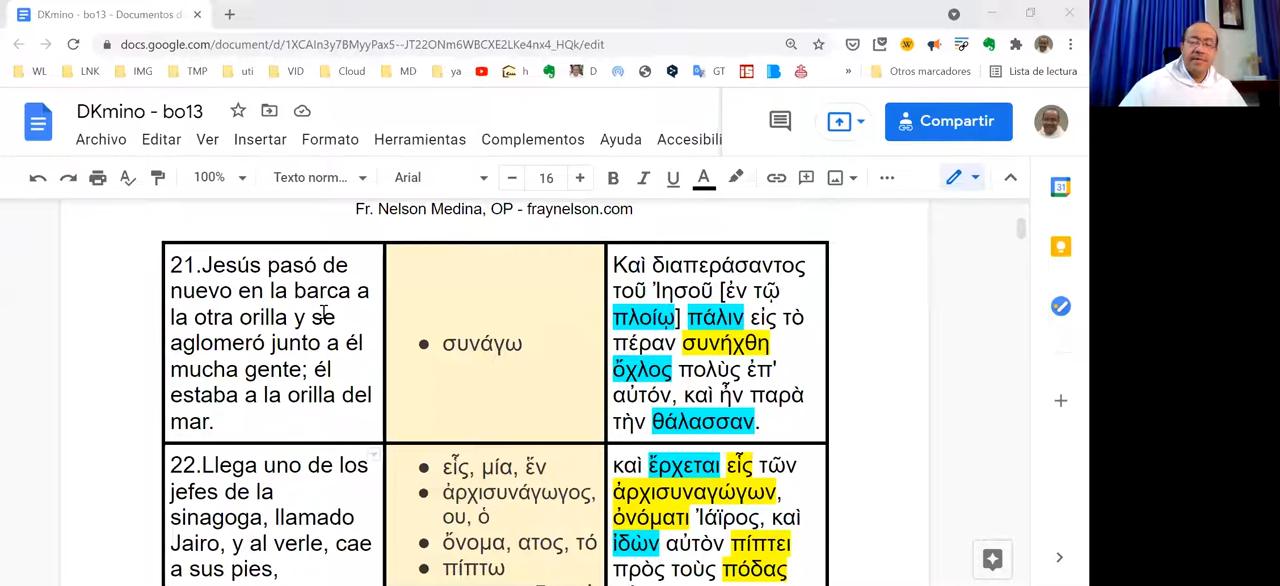 DKmino - bo13 - Documentos d
docs.google.com/document/d/1XCAIn3y7BMyyPax5--JT22ONm6WBCXE2LKe4nx4_HQk/edit
WL LNK IMG TMP uti VID Cloud MD ya h D GT Otros marcadores Lista de lectura
DKmino - bo13
Compartir
Archivo Editar Ver Insertar Formato Herramientas Complementos Ayuda Accesibili
100% Texto norm... Arial 16 B I U A
31
Fr. Nelson Medina, OP - fraynelson.com
21.Jesús pasó de
nuevo en la barca a
la otra orilla y se
aglomeró junto a él
mucha gente; él
estaba a la orilla del
mar.
συνάγω
Καὶ διαπεράσαντος
τοῦ Ἰησοῦ [ἐν τῷ
πλοίῳ] πάλιν εἰς τὸ
πέραν συνήχθη
ὄχλος πολὺς ἐπ'
αὐτόν, καὶ ἦν παρὰ
τὴν θάλασσαν.
22.Llega uno de los
jefes de la
sinagoga, llamado
Jairo, y al verle, cae
a sus pies,
εἷς, μία, ἕν
ἀρχισυνάγωγος,
ου, ὁ
ὄνομα, ατος, τό
πίπτω
καὶ ἔρχεται εἷς τῶν
ἀρχισυναγώγων,
ὀνόματι Ἰάϊρος, καὶ
ἰδὼν αὐτὸν πίπτει
πρὸς τοὺς πόδας